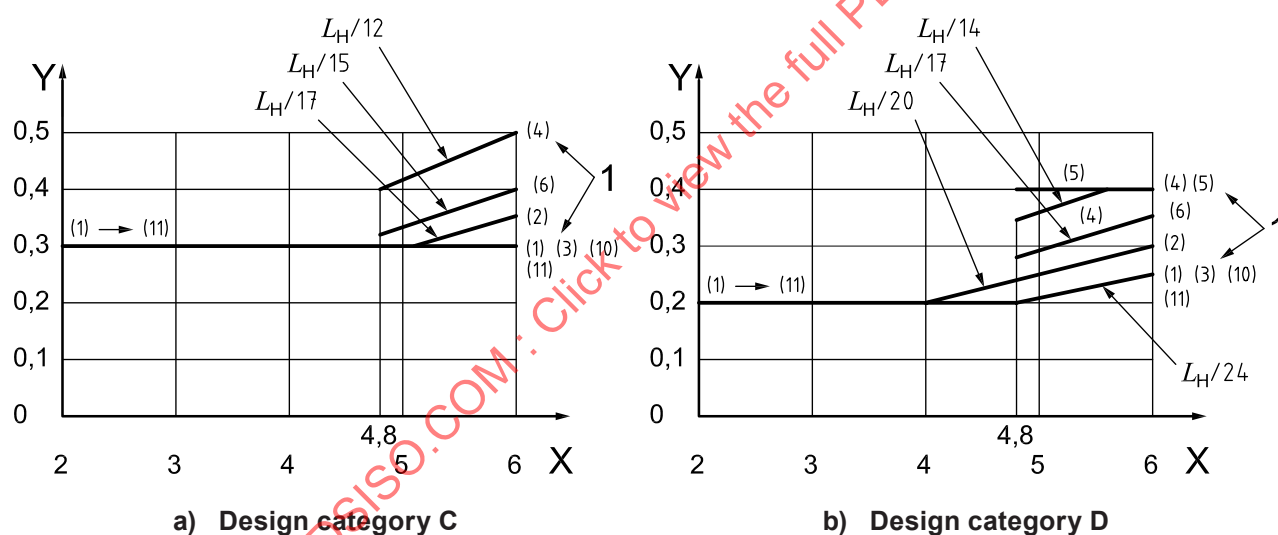 L_H/12
L_H/15
L_H/17
Y
0,5
0,4
0,3
0,2
0,1
0
(4)
1
(6)
(2)
(1) → (11)
(1) (3) (10)
(11)
4,8
2 3 4 5 6 X
a) Design category C
L_H/14
L_H/17
L_H/20
Y
0,5
0,4
0,3
0,2
0,1
0
(5)
(4) (5)
(4)
(6)
(2)
(1) → (11)
(1) (3) (10)
(11)
L_H/24
4,8
2 3 4 5 6 X
b) Design category D
DSISO.COM : Click to view the full